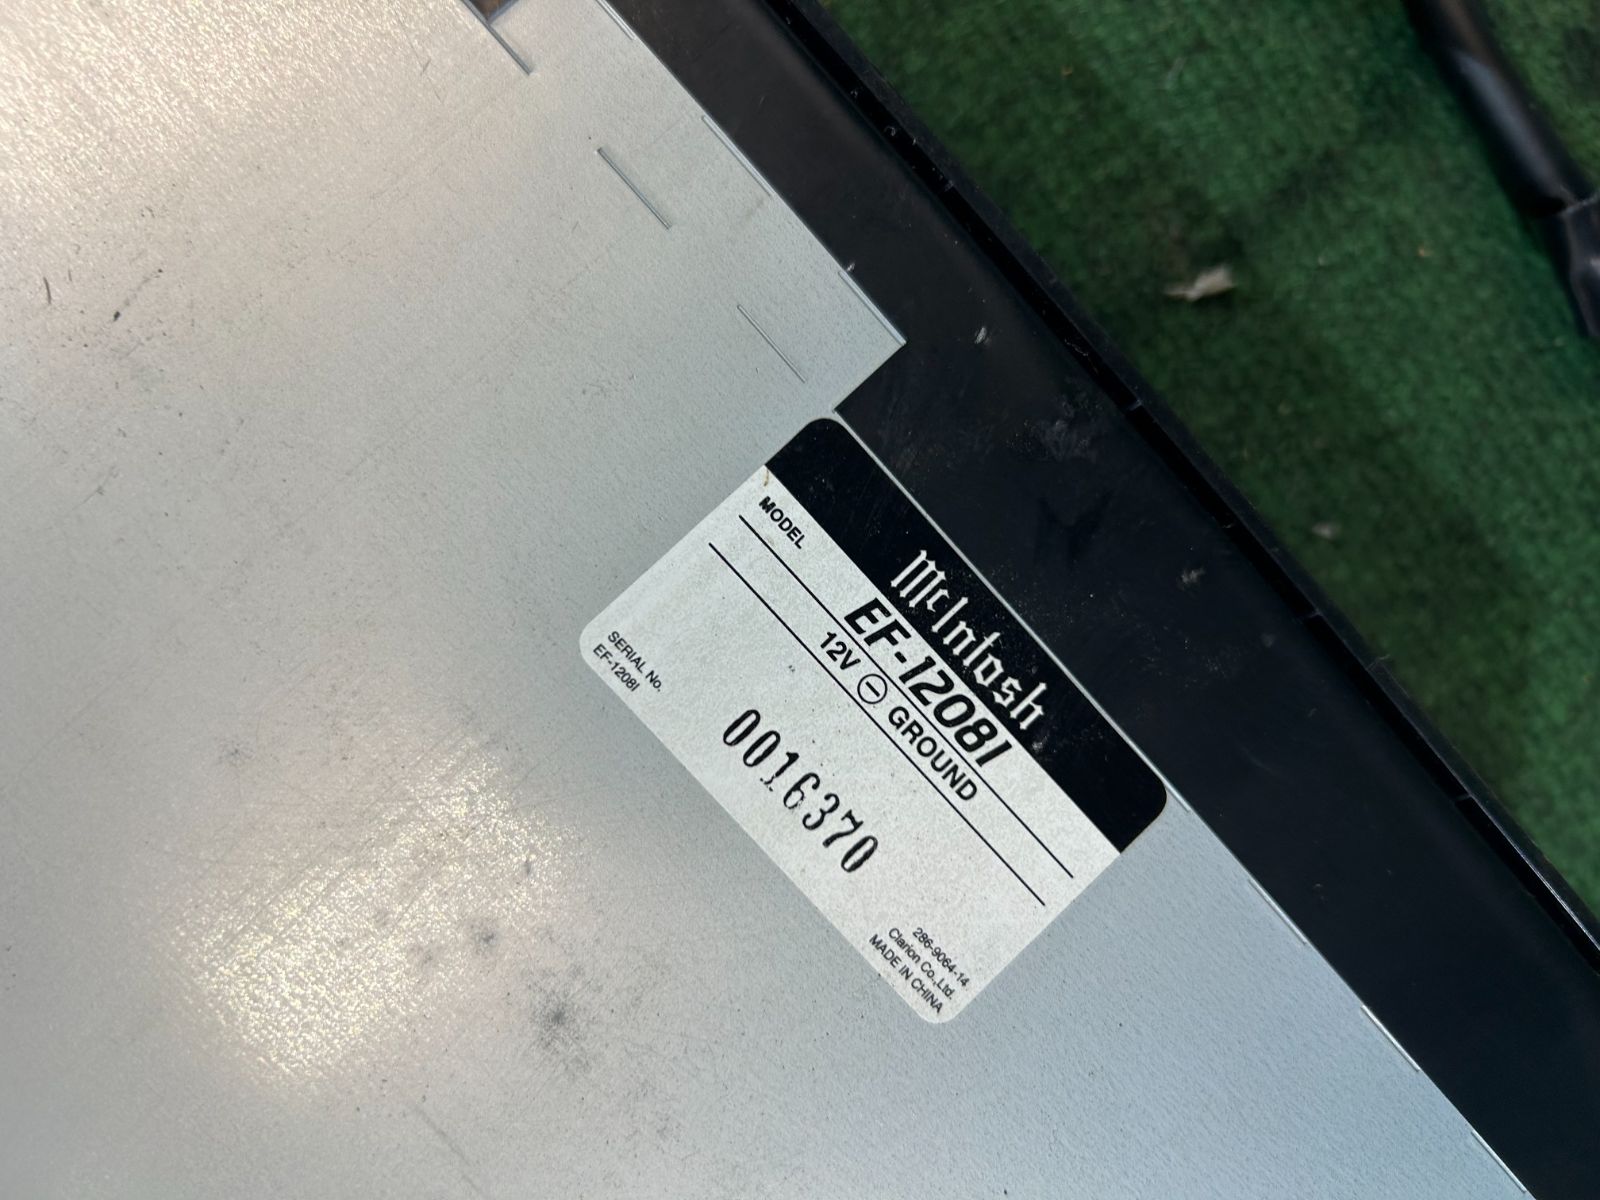 McIntosh
MODEL EF-1208I
12V ⊖ GROUND
SERIAL No.
EF-1208I
0016370
286-9064-14
Clarion Co.,Ltd.
MADE IN CHINA